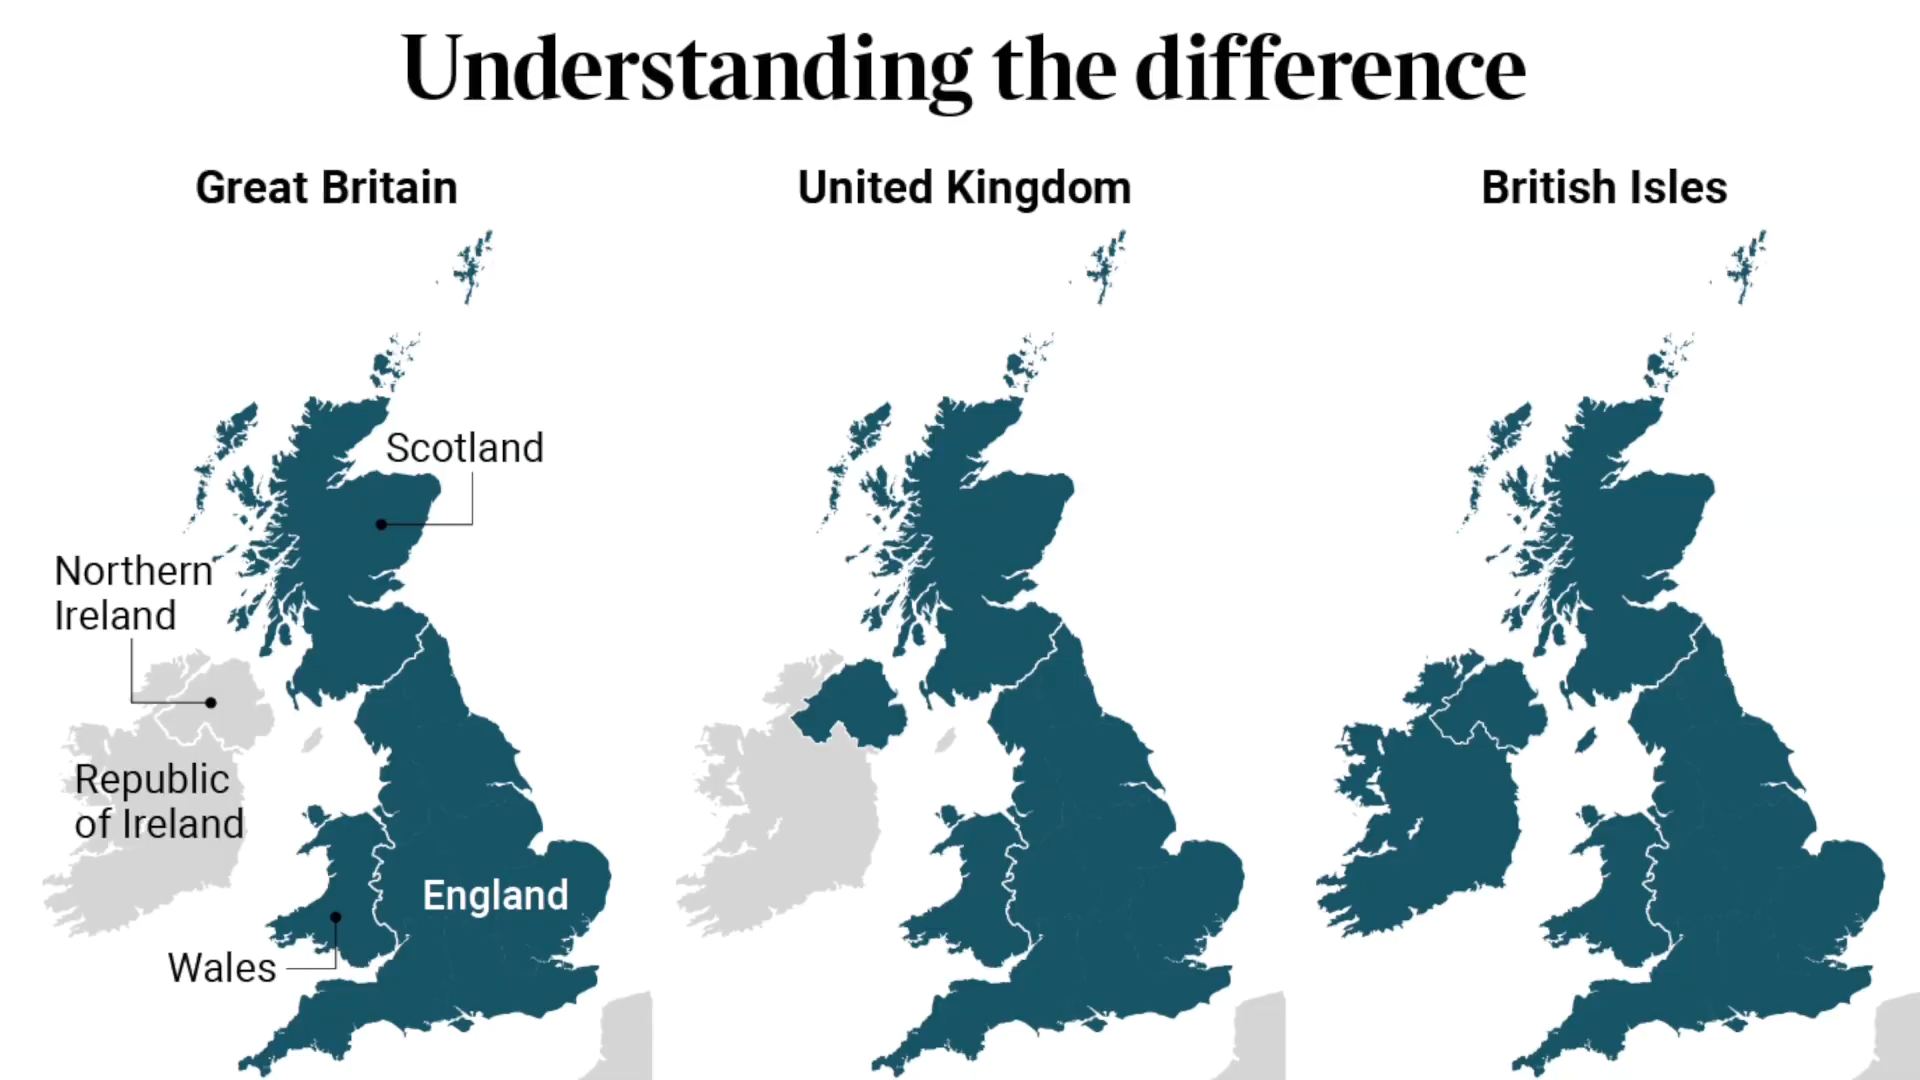 Understanding the difference
Great Britain
United Kingdom
British Isles
Scotland
Northern
Ireland
Republic
of Ireland
England
Wales